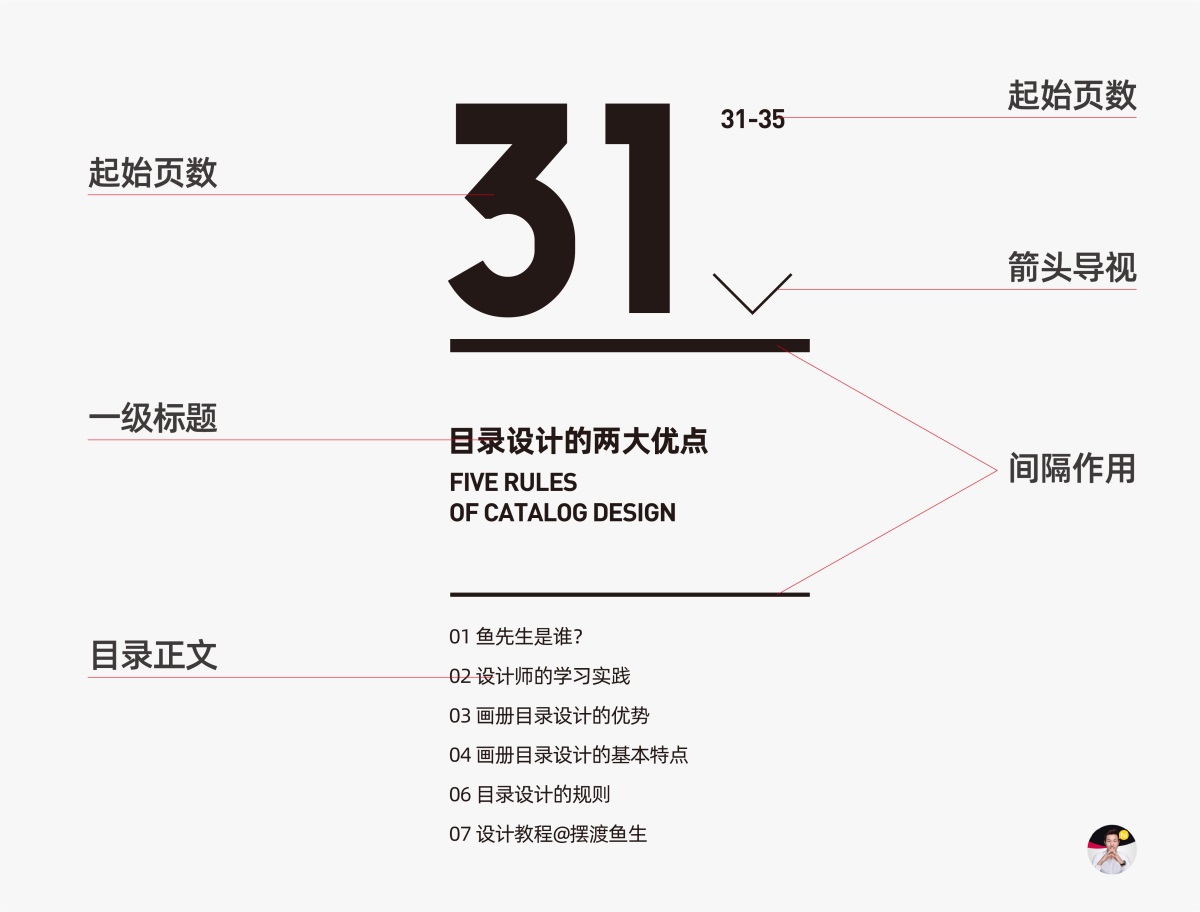 起始页数
31
31-35
起始页数
箭头导视
一级标题
目录设计的两大优点
FIVE RULES
OF CATALOG DESIGN
间隔作用
目录正文
01 鱼先生是谁？
02 设计师的学习实践
03 画册目录设计的优势
04 画册目录设计的基本特点
06 目录设计的规则
07 设计教程@摆渡鱼生